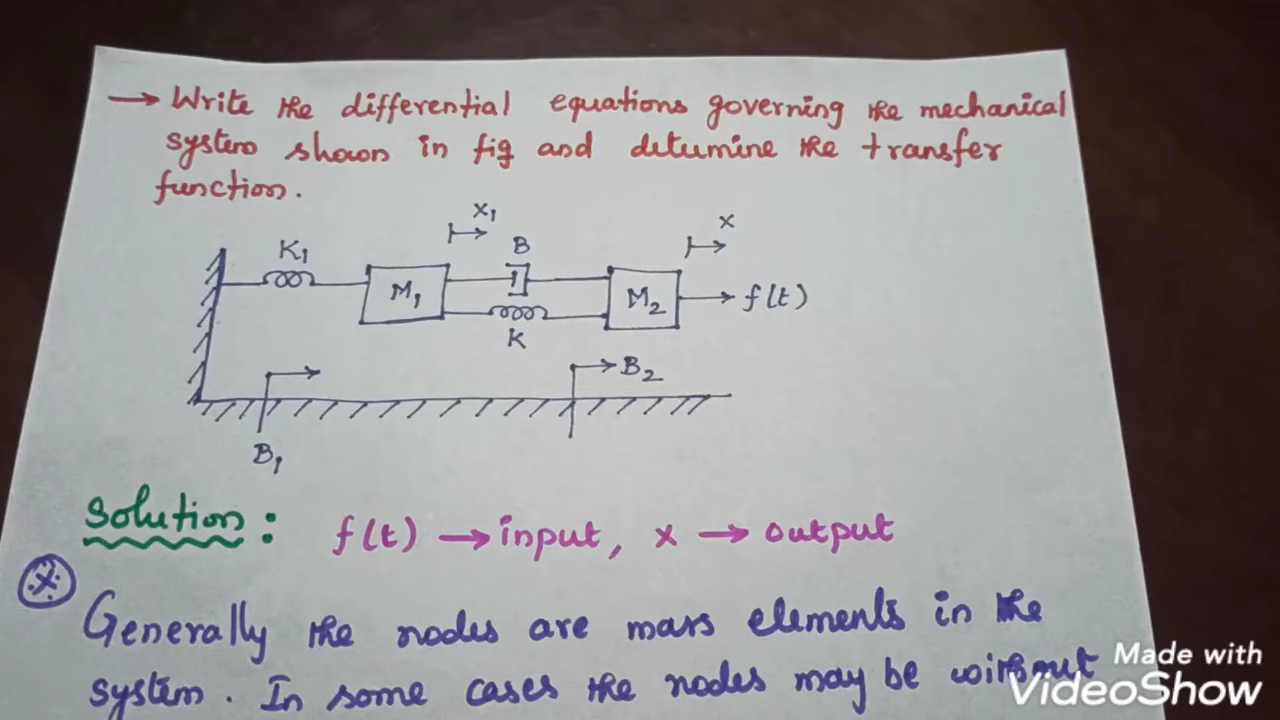 → Write the differential equations governing the mechanical
system shown in fig and determine the transfer
function.
x₁
x
K₁
B
M₁
M₂
f(t)
K
B₂
B₁
Solution :
f(t) → input, x → output
Generally the nodes are mass elements in the
system. In some cases the nodes may be without
Made with
VideoShow